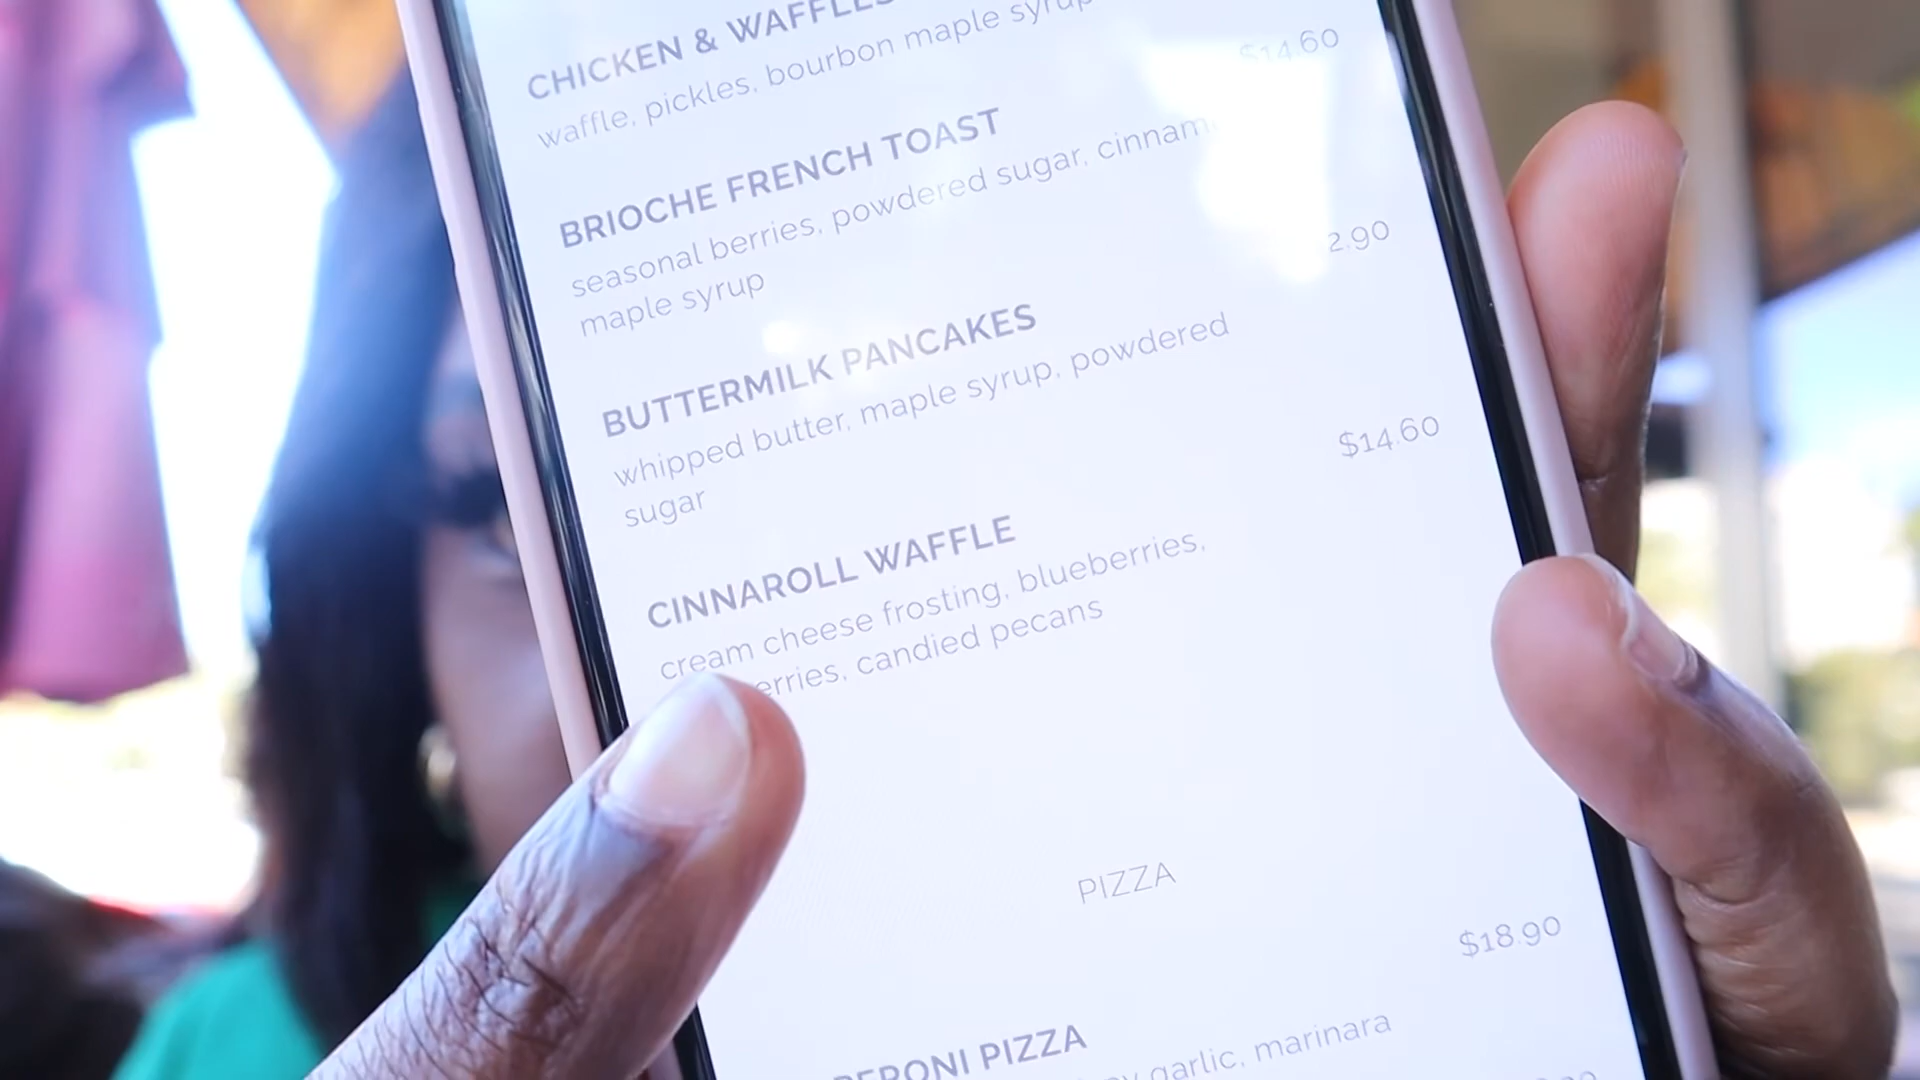 CHICKEN & WAFFLES
waffle, pickles, bourbon maple syrup
$14.60
BRIOCHE FRENCH TOAST
seasonal berries, powdered sugar,
maple syrup
2.90
BUTTERMILK PANCAKES
whipped butter, maple syrup, powdered
sugar
$14.60
CINNAROLL WAFFLE
cream cheese frosting, blueberries,
candied pecans
PIZZA
$18.90
PIZZA
garlic, marinara